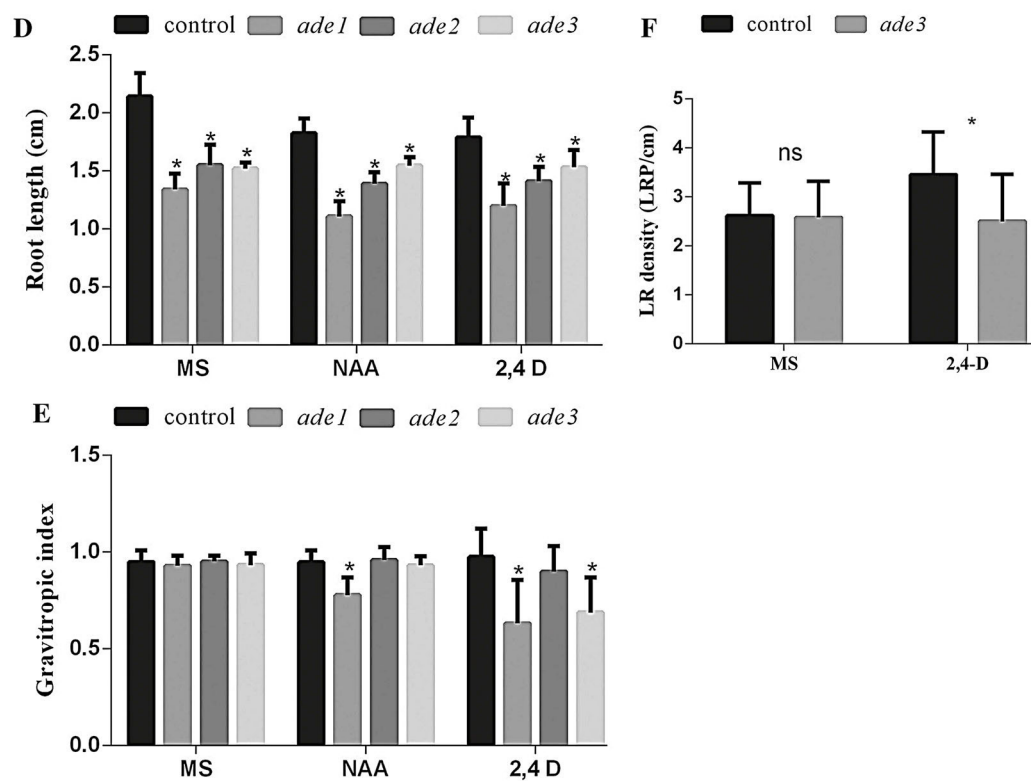 D
control ade1 ade2 ade3
Root length (cm)
2.5
2.0
1.5
1.0
0.5
0.0
* * *
* * *
* * *
MS NAA 2,4 D
F
control ade3
LR density (LRP/cm)
5
4
3
2
1
0
ns *
MS 2,4-D
E
control ade1 ade2 ade3
Gravitropic index
1.5
1.0
0.5
0.0
* * *
MS NAA 2,4 D